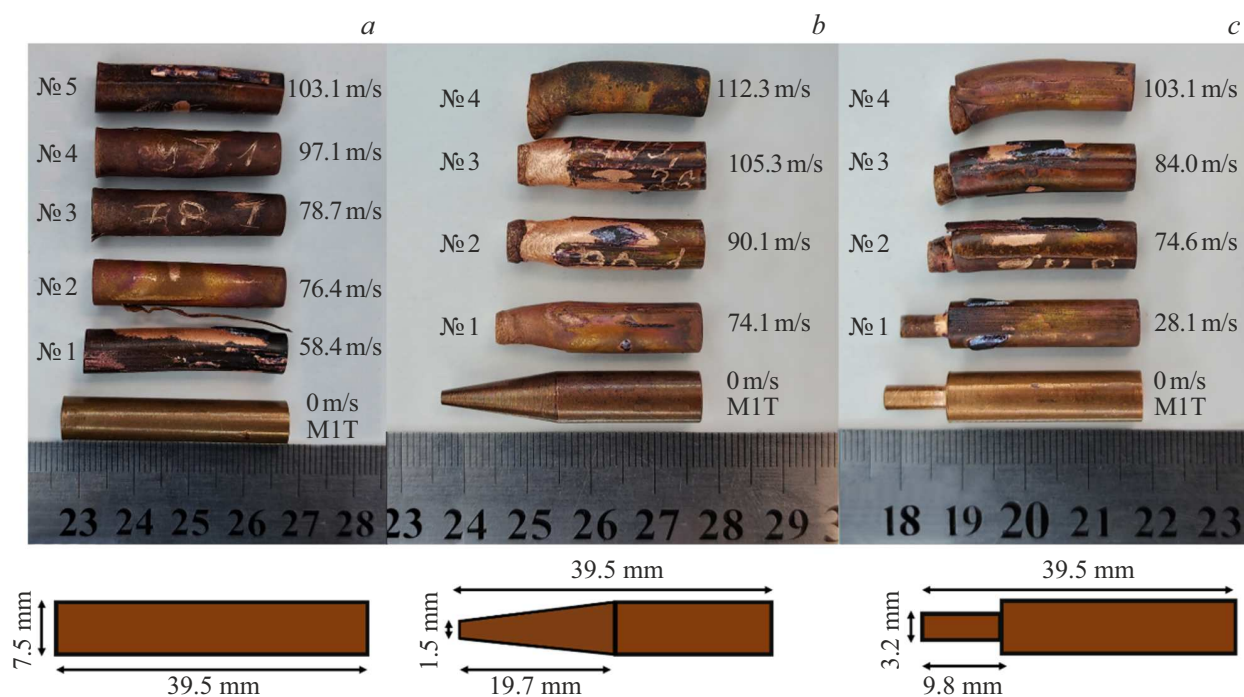 a
№ 5
103.1 m/s
№ 4
97.1 m/s
№ 3
78.7 m/s
№ 2
76.4 m/s
№ 1
58.4 m/s
0 m/s
M1T
23 24 25 26 27 28
7.5 mm
39.5 mm
b
№ 4
112.3 m/s
№ 3
105.3 m/s
№ 2
90.1 m/s
№ 1
74.1 m/s
0 m/s
M1T
23 24 25 26 27 28 29
39.5 mm
1.5 mm
19.7 mm
c
№ 4
103.1 m/s
№ 3
84.0 m/s
№ 2
74.6 m/s
№ 1
28.1 m/s
0 m/s
M1T
18 19 20 21 22 23
39.5 mm
3.2 mm
9.8 mm